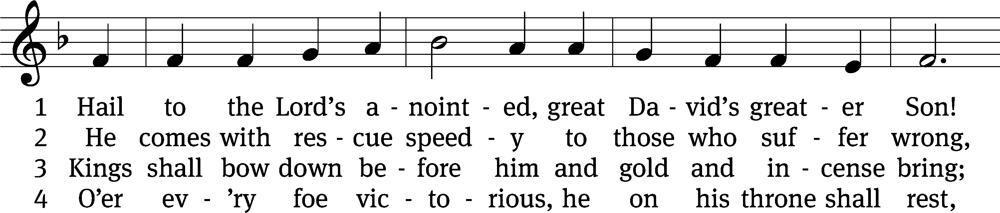 1 Hail to the Lord’s a - noint - ed, great Da - vid’s great - er Son!
2 He comes with res - cue speed - y to those who suf - fer wrong,
3 Kings shall bow down be - fore him and gold and in - cense bring;
4 O’er ev - ’ry foe vic - to - rious, he on his throne shall rest,